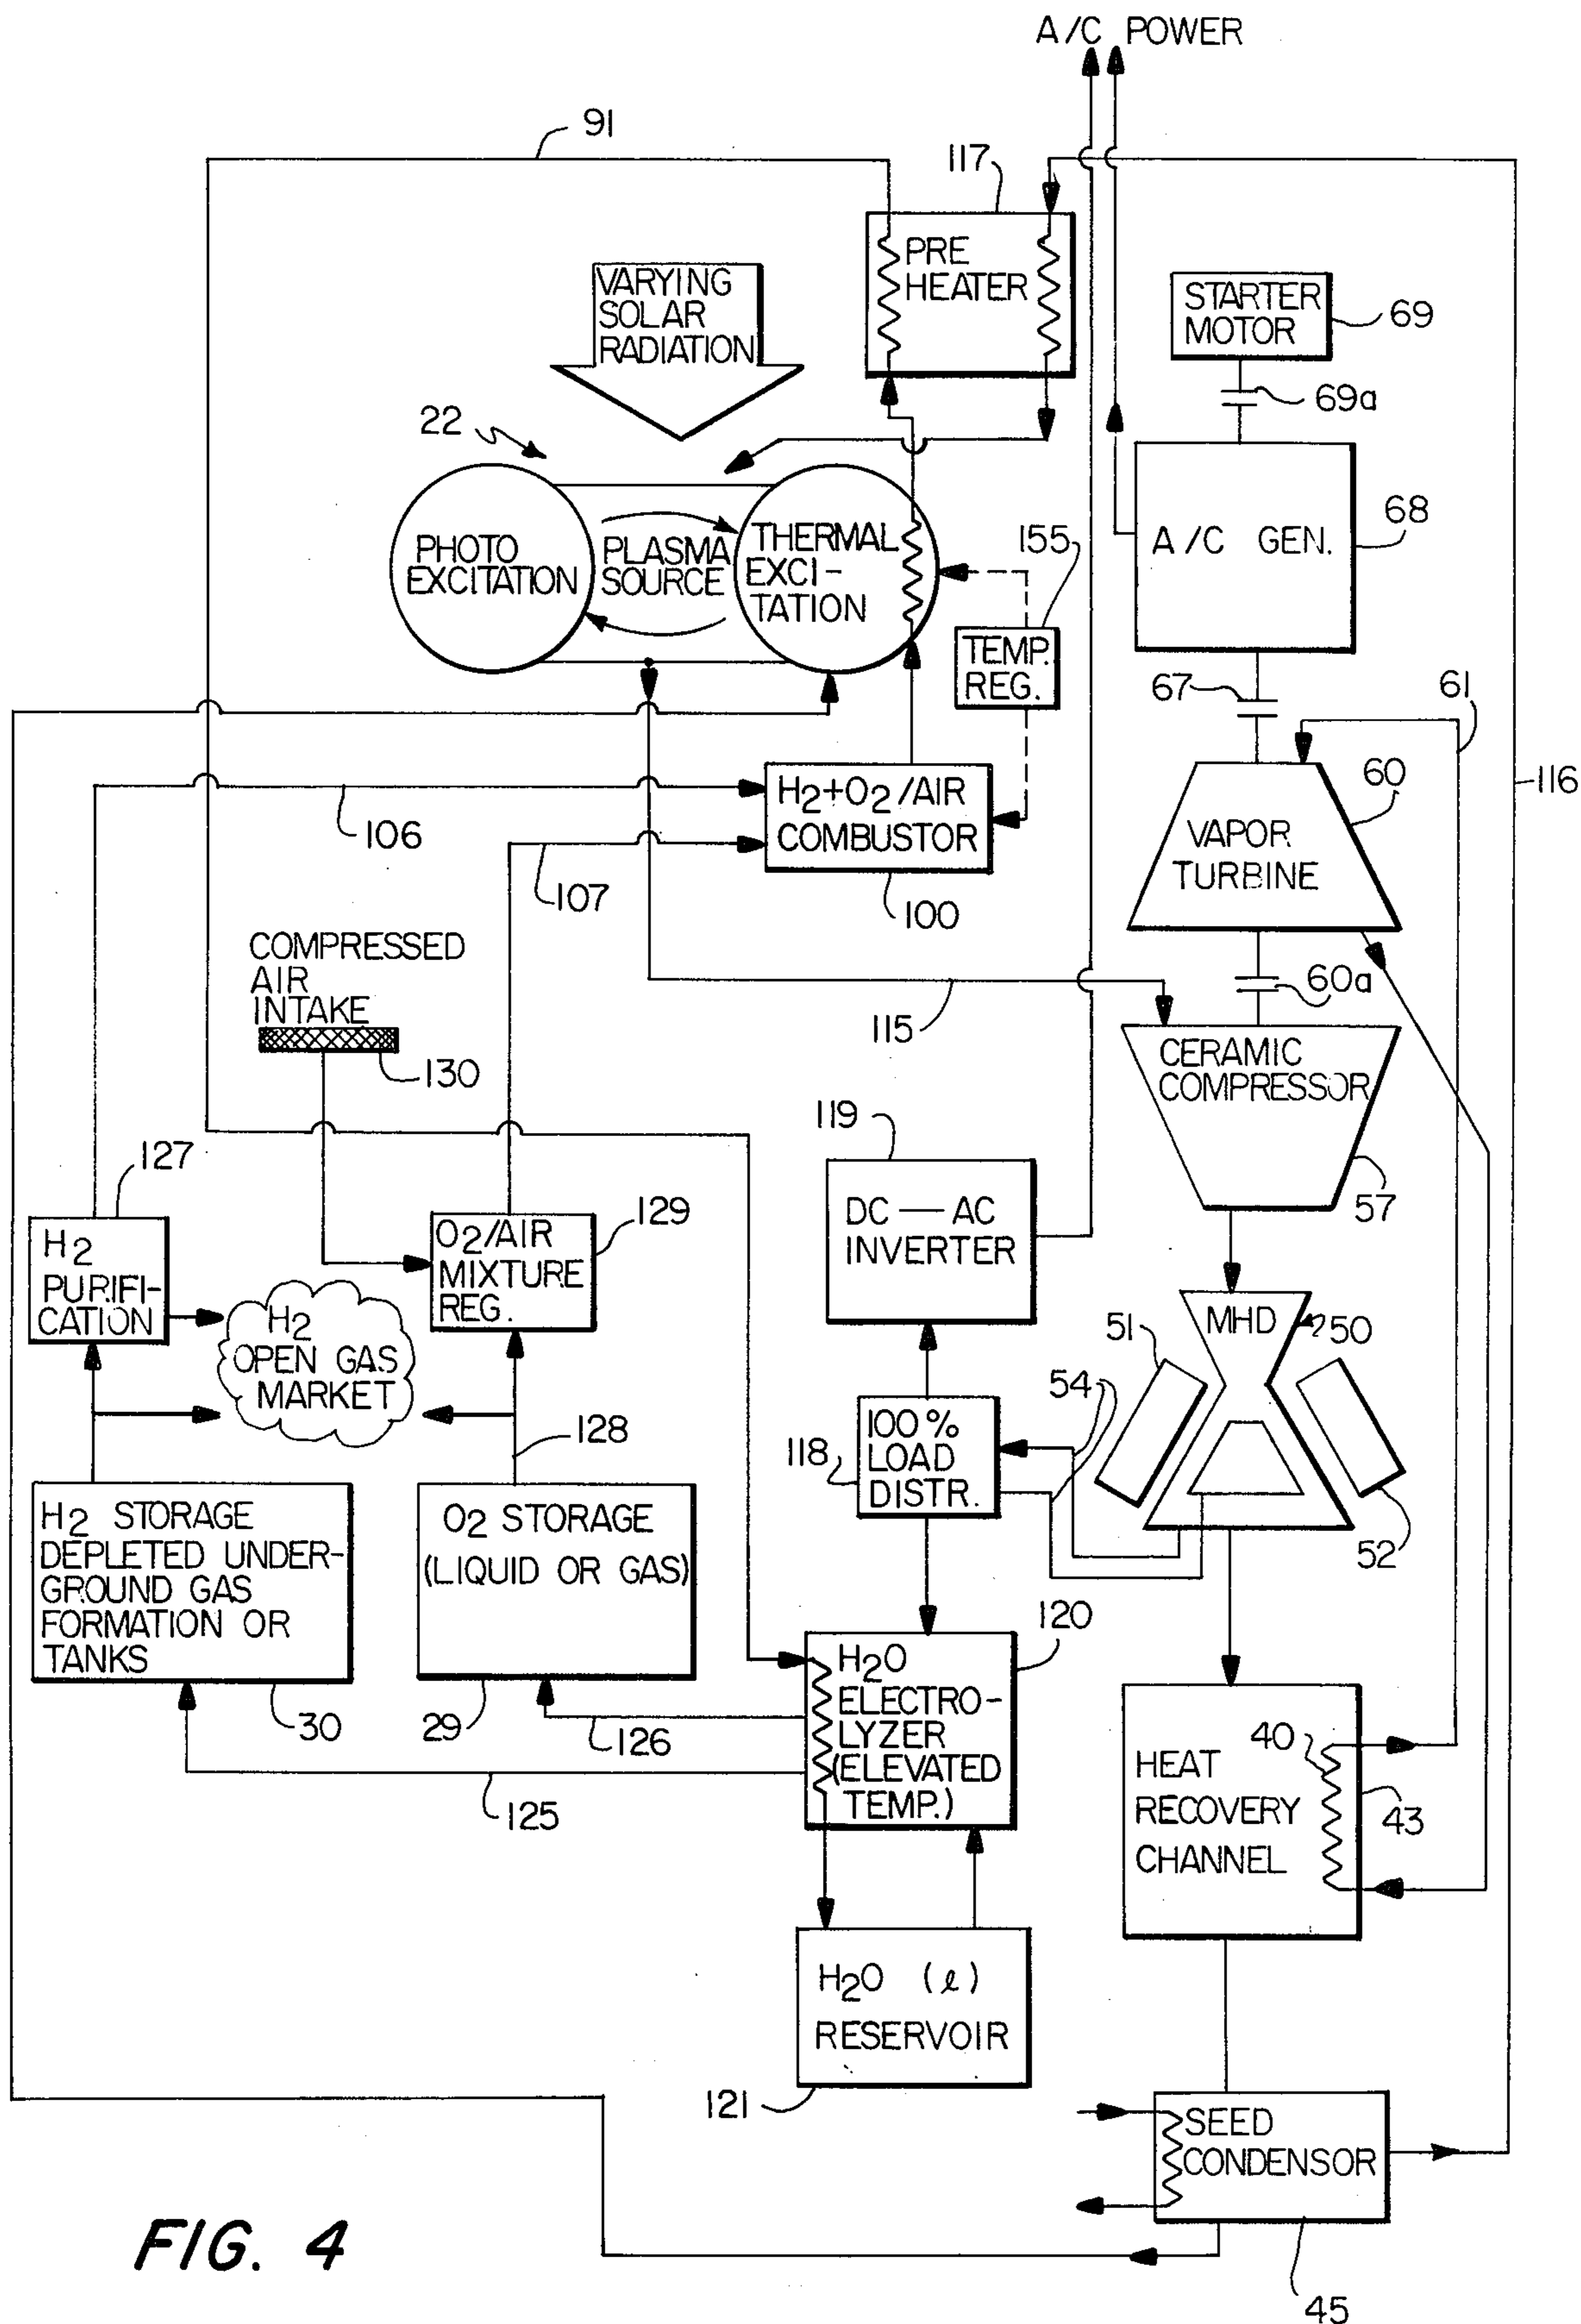 A/C POWER
91
117
PRE
HEATER
VARYING
SOLAR
RADIATION
STARTER
MOTOR
69
69a
22
PHOTO
EXCITATION
PLASMA
SOURCE
THERMAL
EXCI-
TATION
155
TEMP.
REG.
A/C GEN.
68
67
61
60
116
VAPOR
TURBINE
H2+O2/AIR
COMBUSTOR
106
107
100
COMPRESSED
AIR
INTAKE
130
115
60a
CERAMIC
COMPRESSOR
57
127
H2
PURIFI-
CATION
129
O2/AIR
MIXTURE
REG.
119
DC — AC
INVERTER
H2
OPEN GAS
MARKET
MHD
50
51
54
52
128
118
100%
LOAD
DISTR.
H2 STORAGE
DEPLETED UNDER-
GROUND GAS
FORMATION OR
TANKS
30
O2 STORAGE
(LIQUID OR GAS)
29
126
125
120
H2O
ELECTRO-
LYZER
(ELEVATED
TEMP.)
40
43
HEAT
RECOVERY
CHANNEL
H2O (l)
RESERVOIR
121
SEED
CONDENSOR
45
FIG. 4